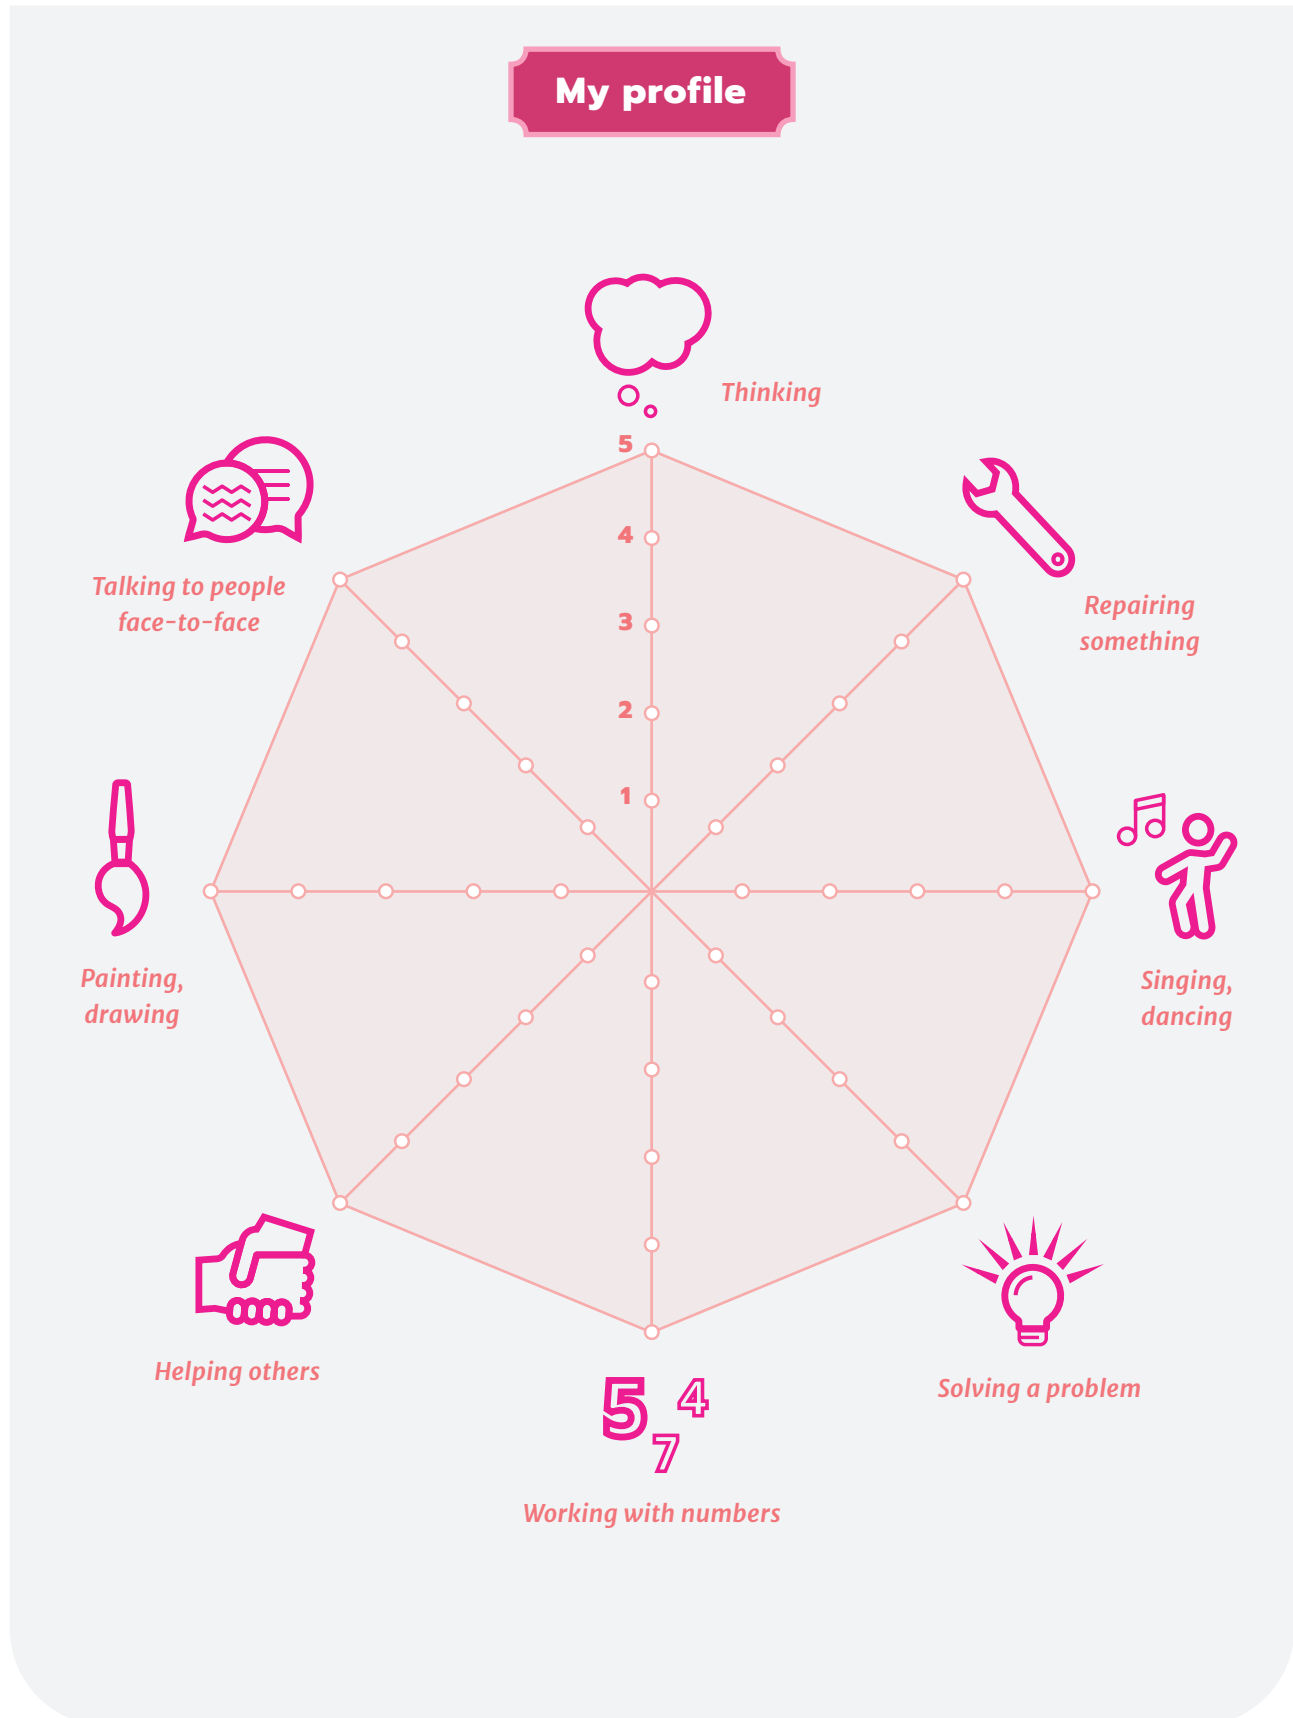 My profile
Thinking
5
4
3
2
1
Repairing
something
Singing,
dancing
Solving a problem
5 4
7
Working with numbers
Helping others
Painting,
drawing
Talking to people
face-to-face